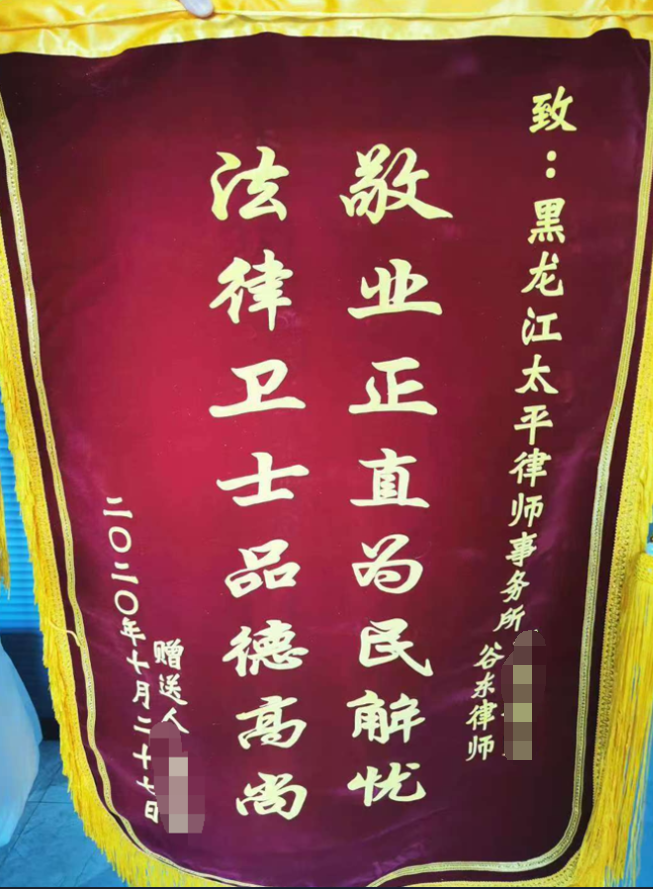 致：黑龙江太平律师事务所
谷东律师
敬业正直为民解忧
法律卫士品德高尚
赠送人
二〇二〇年十月二十七日